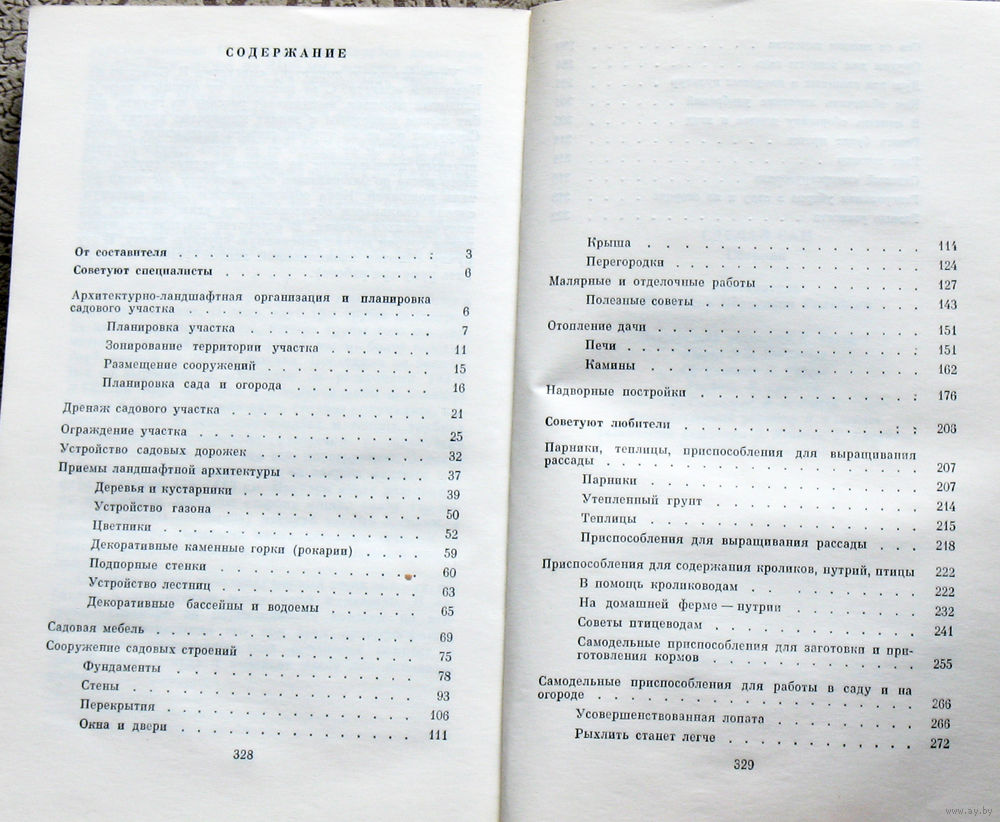 СОДЕРЖАНИЕ
От составителя . . . . . . . . . . . : 3
Советуют специалисты . . . . . . . . . 6
Архитектурно-ландшафтная организация и планировка
садового участка . . . . . . . . . . . 6
Планировка участка . . . . . . . . . 7
Зонирование территории участка . . . . . . 11
Размещение сооружений . . . . . . . . . 15
Планировка сада и огорода . . . . . . . . 16
Дренаж садового участка . . . . . . . . . 21
Ограждение участка . . . . . . . . . . 25
Устройство садовых дорожек . . . . . . . . 32
Приемы ландшафтной архитектуры . . . . . . . 37
Деревья и кустарники . . . . . . . . . 39
Устройство газона . . . . . . . . . . 50
Цветники . . . . . . . . . . . . 52
Декоративные каменные горки (рокарии) . . . . 59
Подпорные стенки . . . . . . . . . . 60
Устройство лестниц . . . . . . . . . . 63
Декоративные бассейны и водоемы . . . . . . 65
Садовая мебель . . . . . . . . . . . . 69
Сооружение садовых строений . . . . . . . . 75
Фундаменты . . . . . . . . . . . . 78
Стены . . . . . . . . . . . . . 93
Перекрытия . . . . . . . . . . . . 106
Окна и двери . . . . . . . . . . . 111
328
Крыша . . . . . . . . . . . . . 114
Перегородки . . . . . . . . . . . . 124
Малярные и отделочные работы . . . . . . . . 127
Полезные советы . . . . . . . . . . . 143
Отопление дачи . . . . . . . . . . . . 151
Печи . . . . . . . . . . . . . : 151
Камины . . . . . . . . . . . . . 162
Надворные постройки . . . . . . . . . . : 176
Советуют любители . . . . . . . . . . : : 206
Парники, теплицы, приспособления для выращивания
рассады . . . . . . . . . . . . . . 207
Парники . . . . . . . . . . . . . 207
Утепленный грунт . . . . . . . . . . 214
Теплицы . . . . . . . . . . . . . 215
Приспособления для выращивания рассады . . . 218
Приспособления для содержания кроликов, нутрий, птицы 222
В помощь кролиководам . . . . . . . . . 222
На домашней ферме — нутрии . . . . . . . 232
Советы птицеводам . . . . . . . . . . 241
Самодельные приспособления для заготовки и при-
готовления кормов . . . . . . . . . . 255
Самодельные приспособления для работы в саду и на
огороде . . . . . . . . . . . . . . 266
Усовершенствованная лопата . . . . . . . 266
Рыхлить станет легче . . . . . . . . . 272
329
www.ay.by